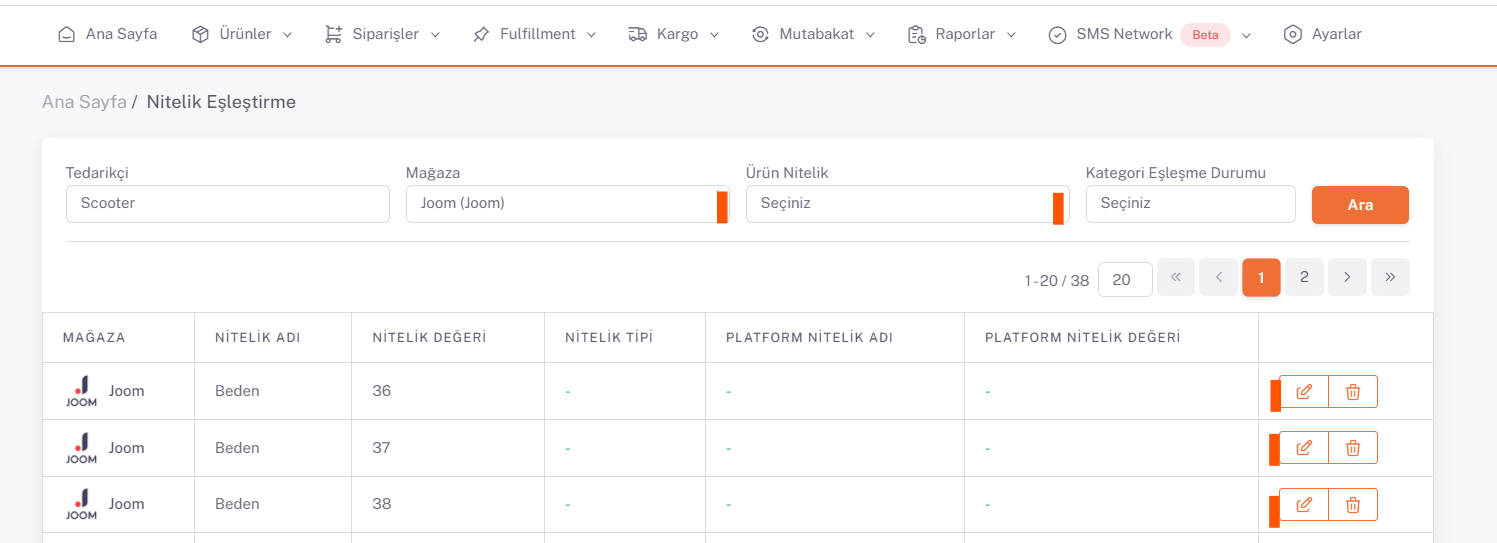 Ana Sayfa Ürünler Siparişler Fulfillment Kargo Mutabakat Raporlar SMS Network Beta Ayarlar
Ana Sayfa / Nitelik Eşleştirme
Tedarikçi Mağaza Ürün Nitelik Kategori Eşleşme Durumu
Scooter Joom (Joom) Seçiniz Seçiniz Ara
1 - 20 / 38 20 « ‹ 1 2 › »
MAĞAZA NİTELİK ADI NİTELİK DEĞERİ NİTELİK TİPİ PLATFORM NİTELİK ADI PLATFORM NİTELİK DEĞERİ
JOOM Joom Beden 36 - - -
JOOM Joom Beden 37 - - -
JOOM Joom Beden 38 - - -